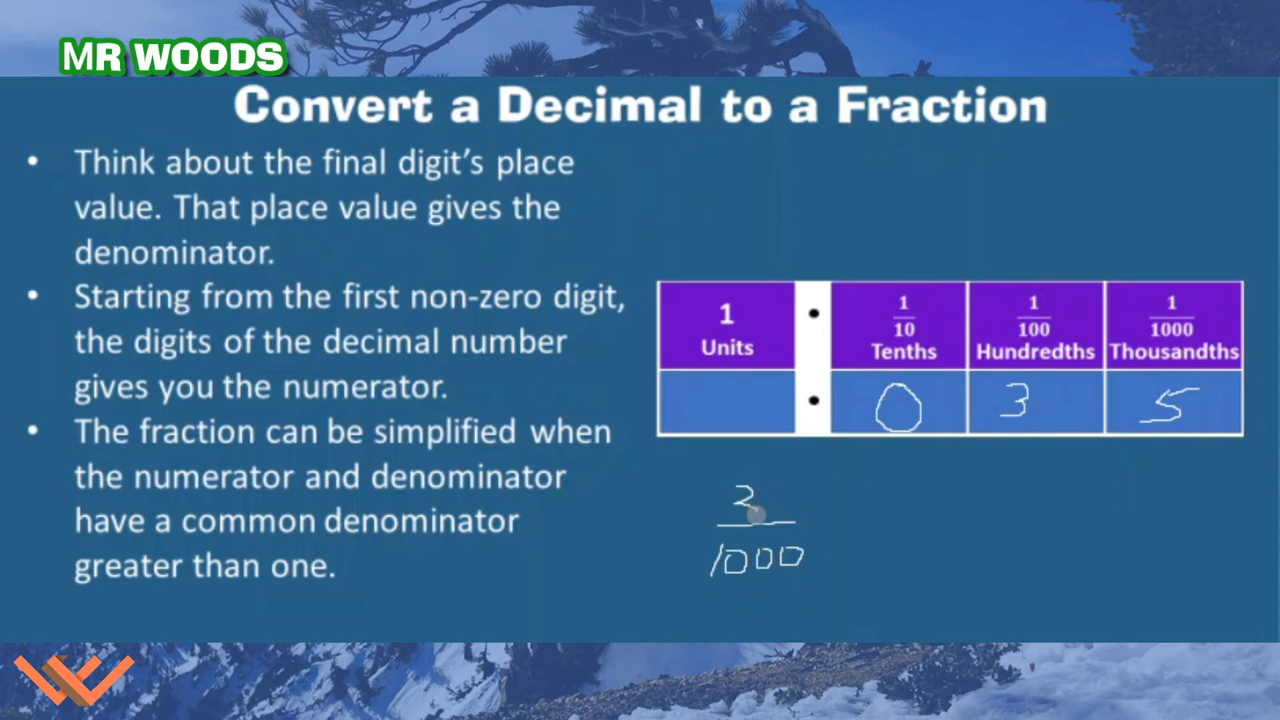 MR WOODS
Convert a Decimal to a Fraction
• Think about the final digit's place
value. That place value gives the
denominator.
• Starting from the first non-zero digit,
the digits of the decimal number
gives you the numerator.
• The fraction can be simplified when
the numerator and denominator
have a common denominator
greater than one.
1 • 1 1 1
10 100 1000
Units Tenths Hundredths Thousandths
• 0 3 5
1000